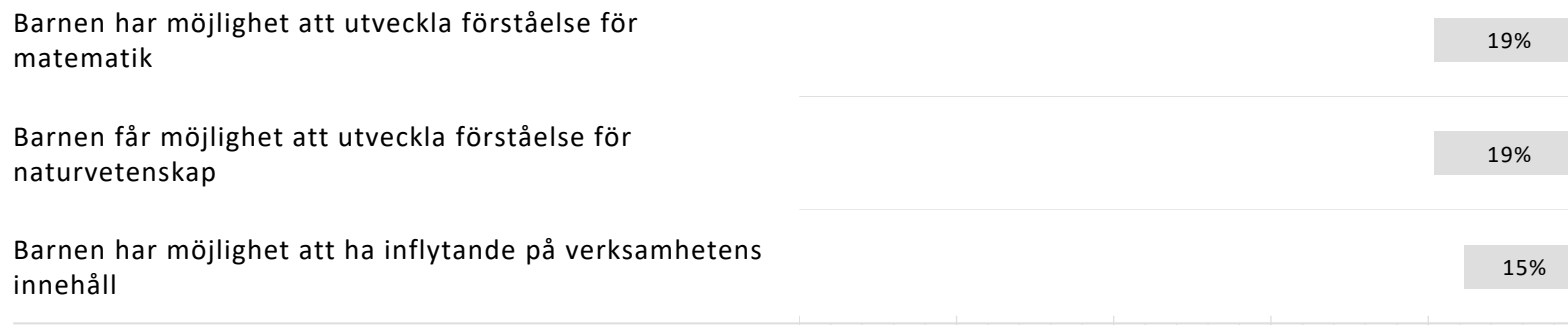 Barnen har möjlighet att utveckla förståelse för
matematik
19%
Barnen får möjlighet att utveckla förståelse för
naturvetenskap
19%
Barnen har möjlighet att ha inflytande på verksamhetens
innehåll
15%